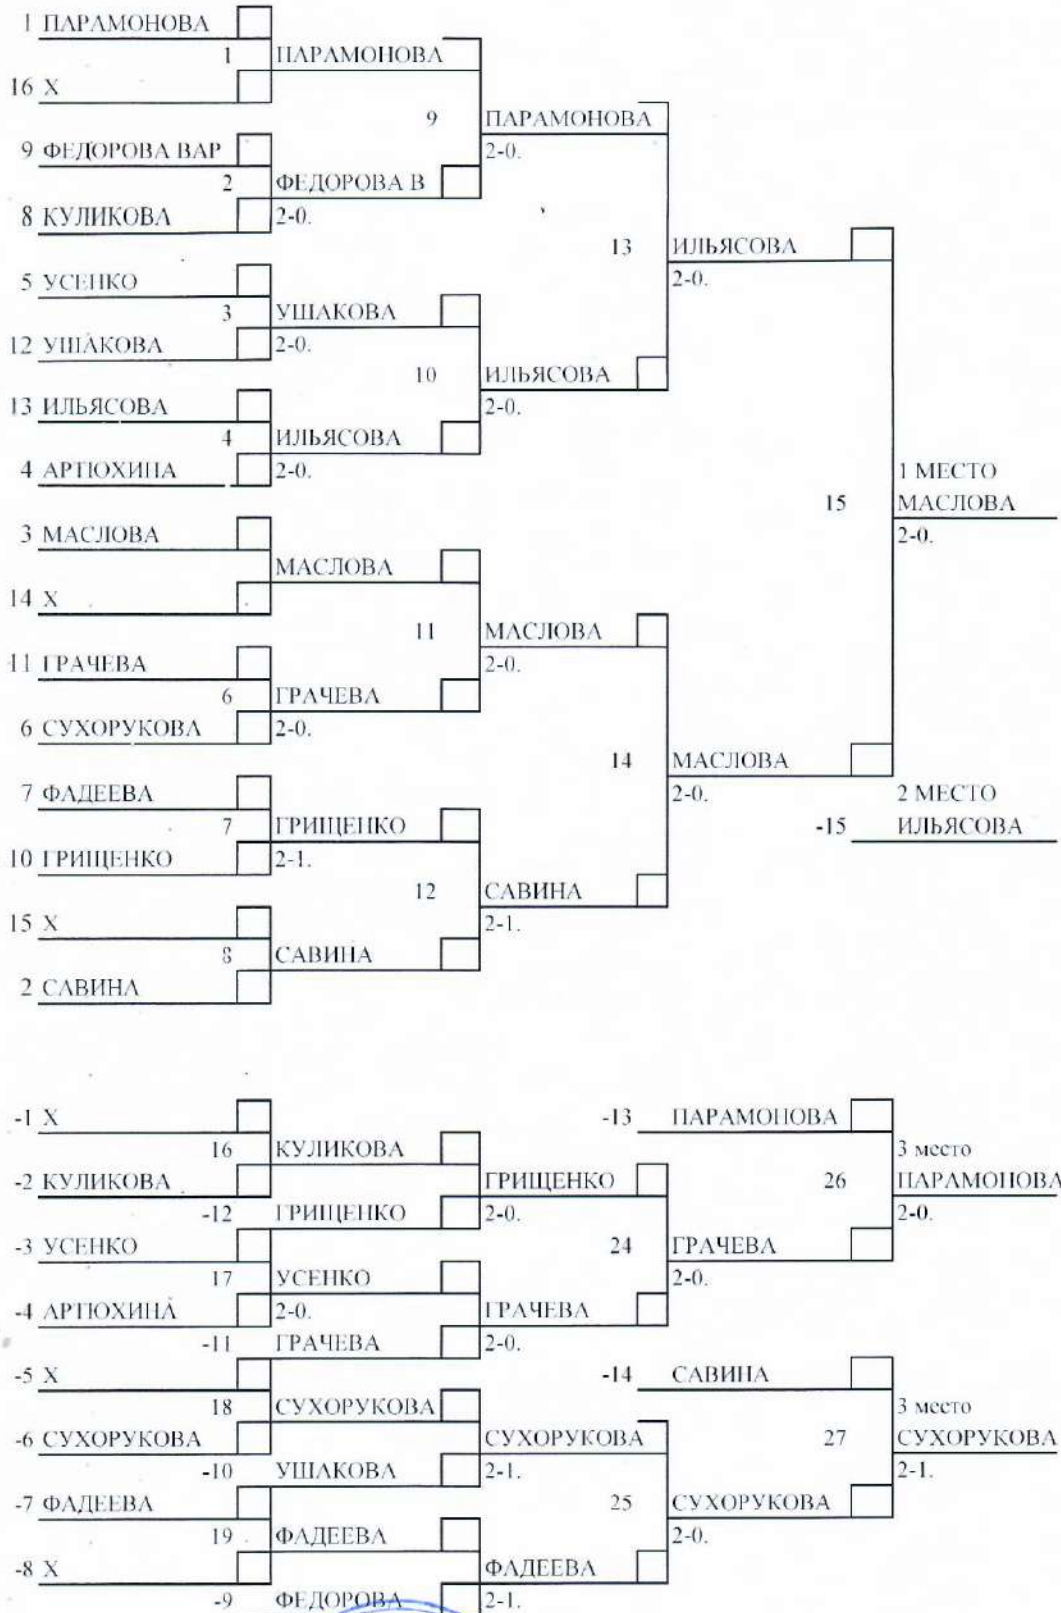 1 ПАРАМОНОВА
1 ПАРАМОНОВА
16 X
9 ПАРАМОНОВА
9 ФЕДОРОВА ВАР
2-0.
2 ФЕДОРОВА В
8 КУЛИКОВА
2-0.
13 ИЛЬЯСОВА
5 УСЕНКО
2-0.
3 УШАКОВА
12 УШАКОВА
2-0.
10 ИЛЬЯСОВА
13 ИЛЬЯСОВА
2-0.
4 ИЛЬЯСОВА
4 АРТЮХИНА
2-0.
1 МЕСТО
15 МАСЛОВА
3 МАСЛОВА
2-0.
МАСЛОВА
14 X
11 МАСЛОВА
11 ГРАЧЕВА
2-0.
6 ГРАЧЕВА
6 СУХОРУКОВА
2-0.
14 МАСЛОВА
7 ФАДЕЕВА
2-0.
2 МЕСТО
7 ГРИЩЕНКО
-15 ИЛЬЯСОВА
10 ГРИЩЕНКО
2-1.
12 САВИНА
15 X
2-1.
8 САВИНА
2 САВИНА
-1 X
-13 ПАРАМОНОВА
16 КУЛИКОВА
3 место
-2 КУЛИКОВА
ГРИЩЕНКО
26 ПАРАМОНОВА
-12 ГРИЩЕНКО
2-0.
2-0.
-3 УСЕНКО
24 ГРАЧЕВА
17 УСЕНКО
2-0.
-4 АРТЮХИНА
2-0.
ГРАЧЕВА
-11 ГРАЧЕВА
2-0.
-5 X
-14 САВИНА
18 СУХОРУКОВА
3 место
-6 СУХОРУКОВА
СУХОРУКОВА
27 СУХОРУКОВА
-10 УШАКОВА
2-1.
2-1.
-7 ФАДЕЕВА
25 СУХОРУКОВА
19 ФАДЕЕВА
2-0.
-8 X
ФАДЕЕВА
-9 ФЕДОРОВА
2-1.